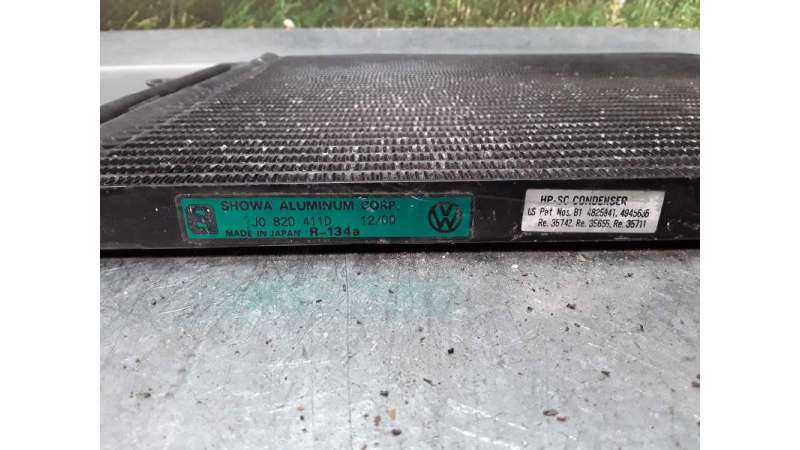 SHOWA ALUMINUM CORP.
1J0 820 411D 12/00
MADE IN JAPAN R-134a
VW
HP-SC CONDENSER
US Pat Nos. B1 4825941, 4945635
Re. 35742, Re. 35655, Re. 35711